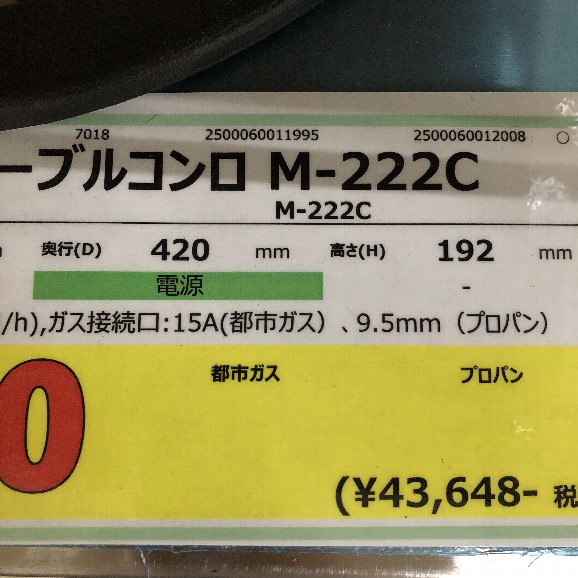 7018 2500060011995 2500060012008
ーブルコンロ M-222C
M-222C
奥行(D) 420 mm 高さ(H) 192 mm
電源 -
/h),ガス接続口:15A(都市ガス）、9.5mm（プロパン）
0 都市ガス プロパン
(¥43,648- 税